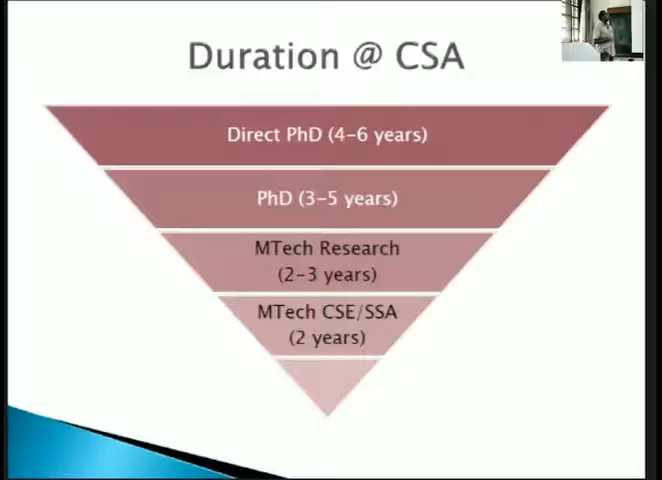 Duration @ CSA
Direct PhD (4-6 years)
PhD (3-5 years)
MTech Research
(2-3 years)
MTech CSE/SSA
(2 years)